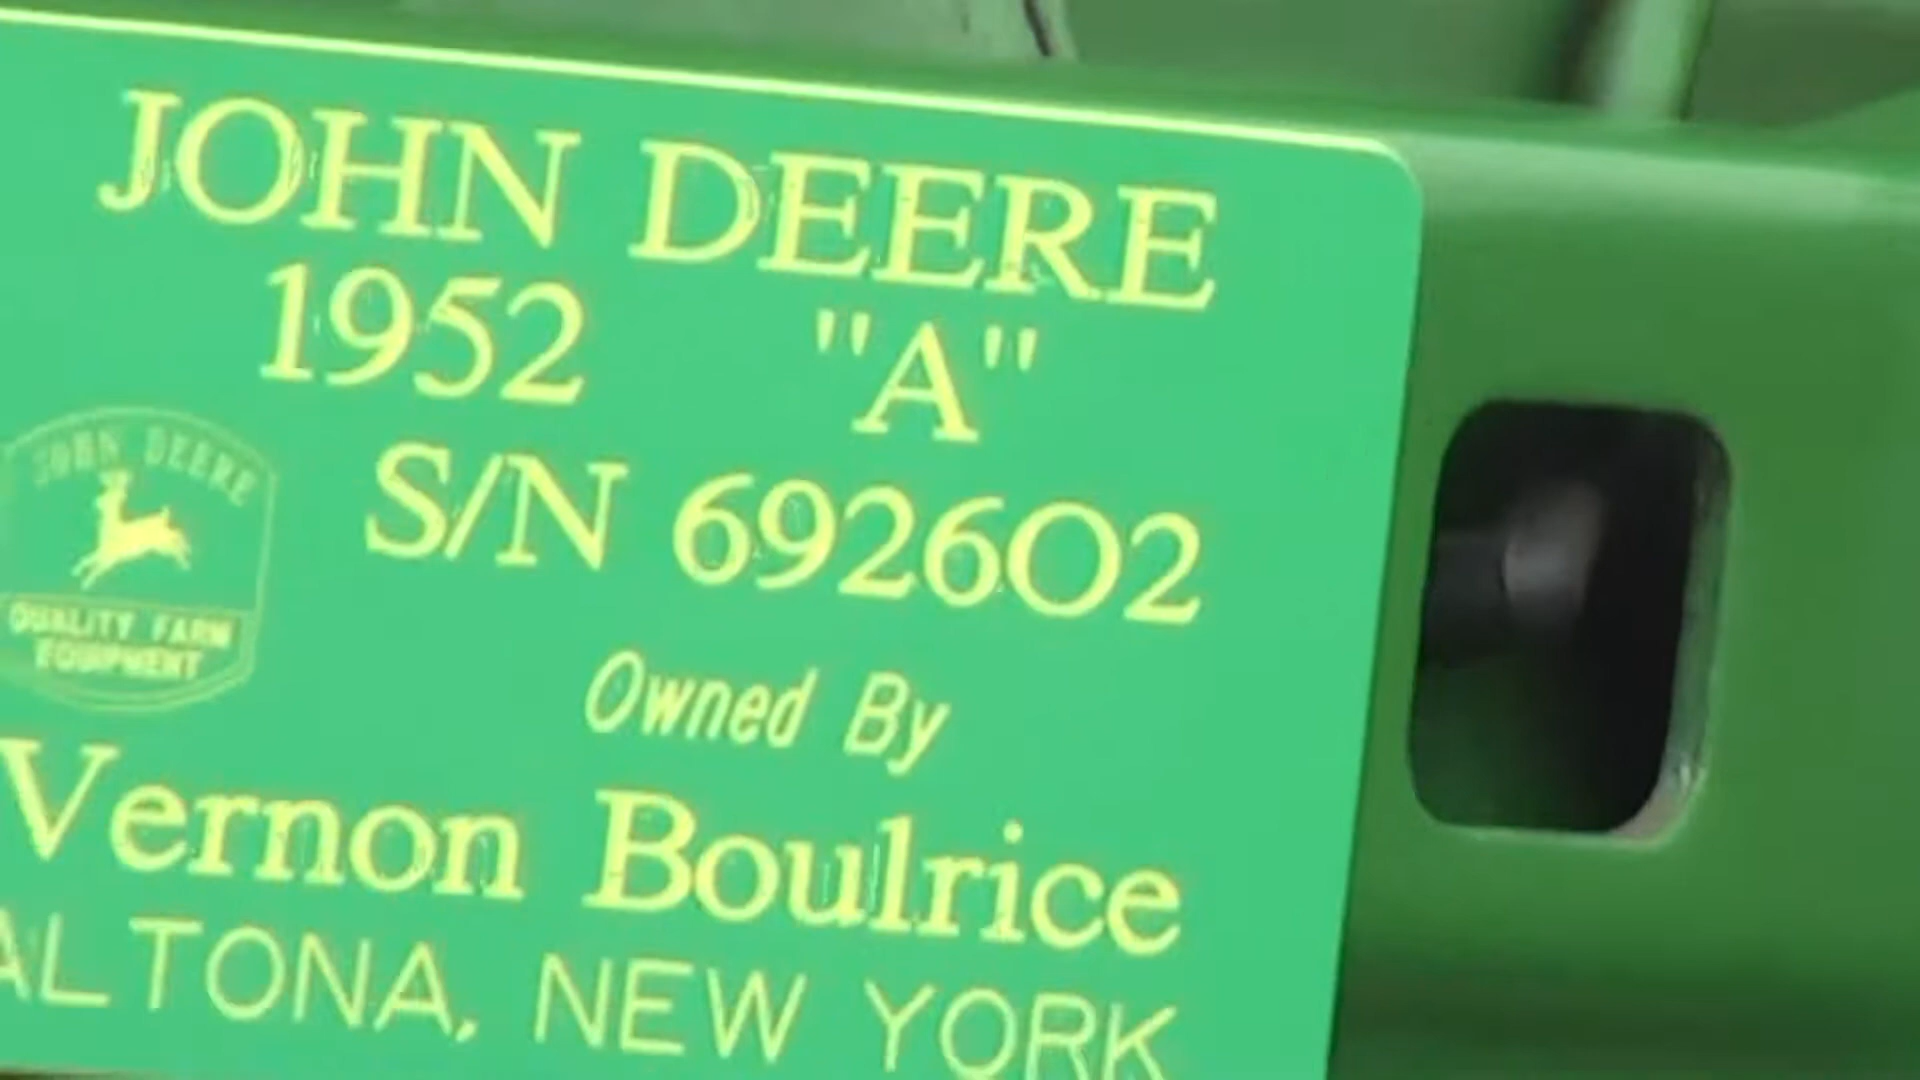 JOHN DEERE
1952 "A"
S/N 692602
JOHN DEERE
QUALITY FARM
EQUIPMENT
Owned By
Vernon Boulrice
ALTONA, NEW YORK